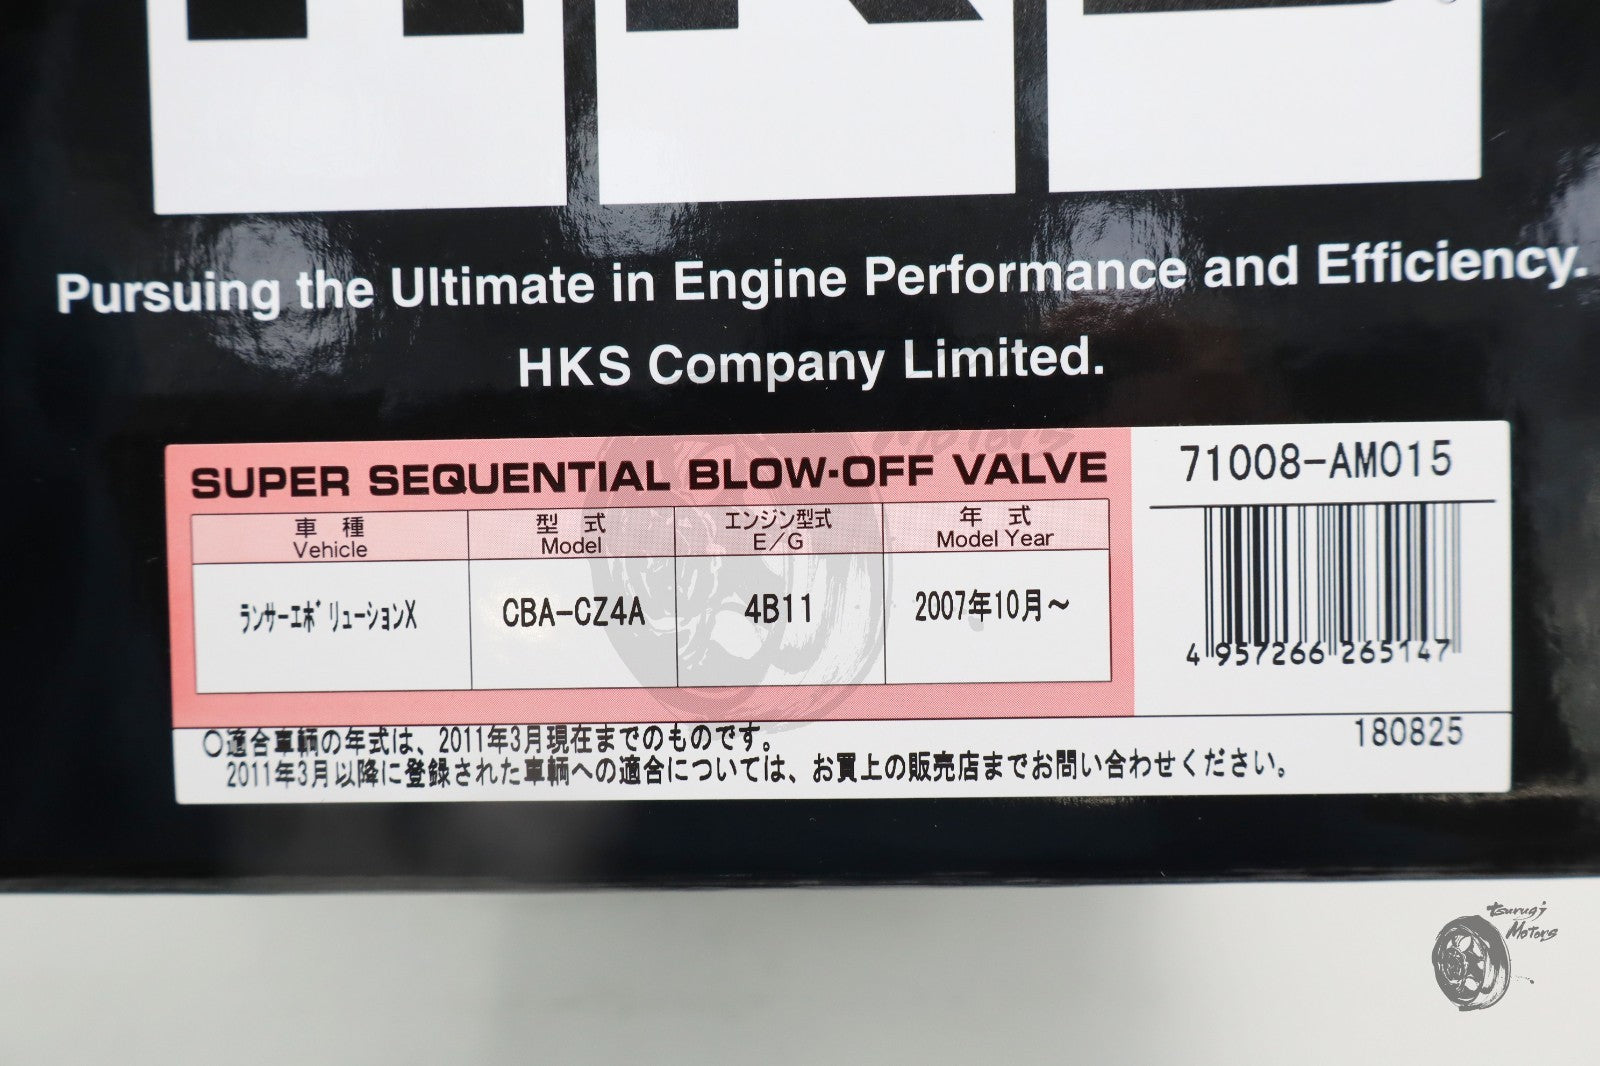 HKS
Pursuing the Ultimate in Engine Performance and Efficiency.
HKS Company Limited.
SUPER SEQUENTIAL BLOW-OFF VALVE
71008-AM015
車種 型式 エンジン型式 年式
Vehicle Model E/G Model Year
ランサーエボリューションX CBA-CZ4A 4B11 2007年10月~
4 957266 265147
180825
○適合車輌の年式は、2011年3月現在までのものです。
2011年3月以降に登録された車輌への適合については、お買上の販売店までお問い合わせください。
Motors
tsurugi
Motors